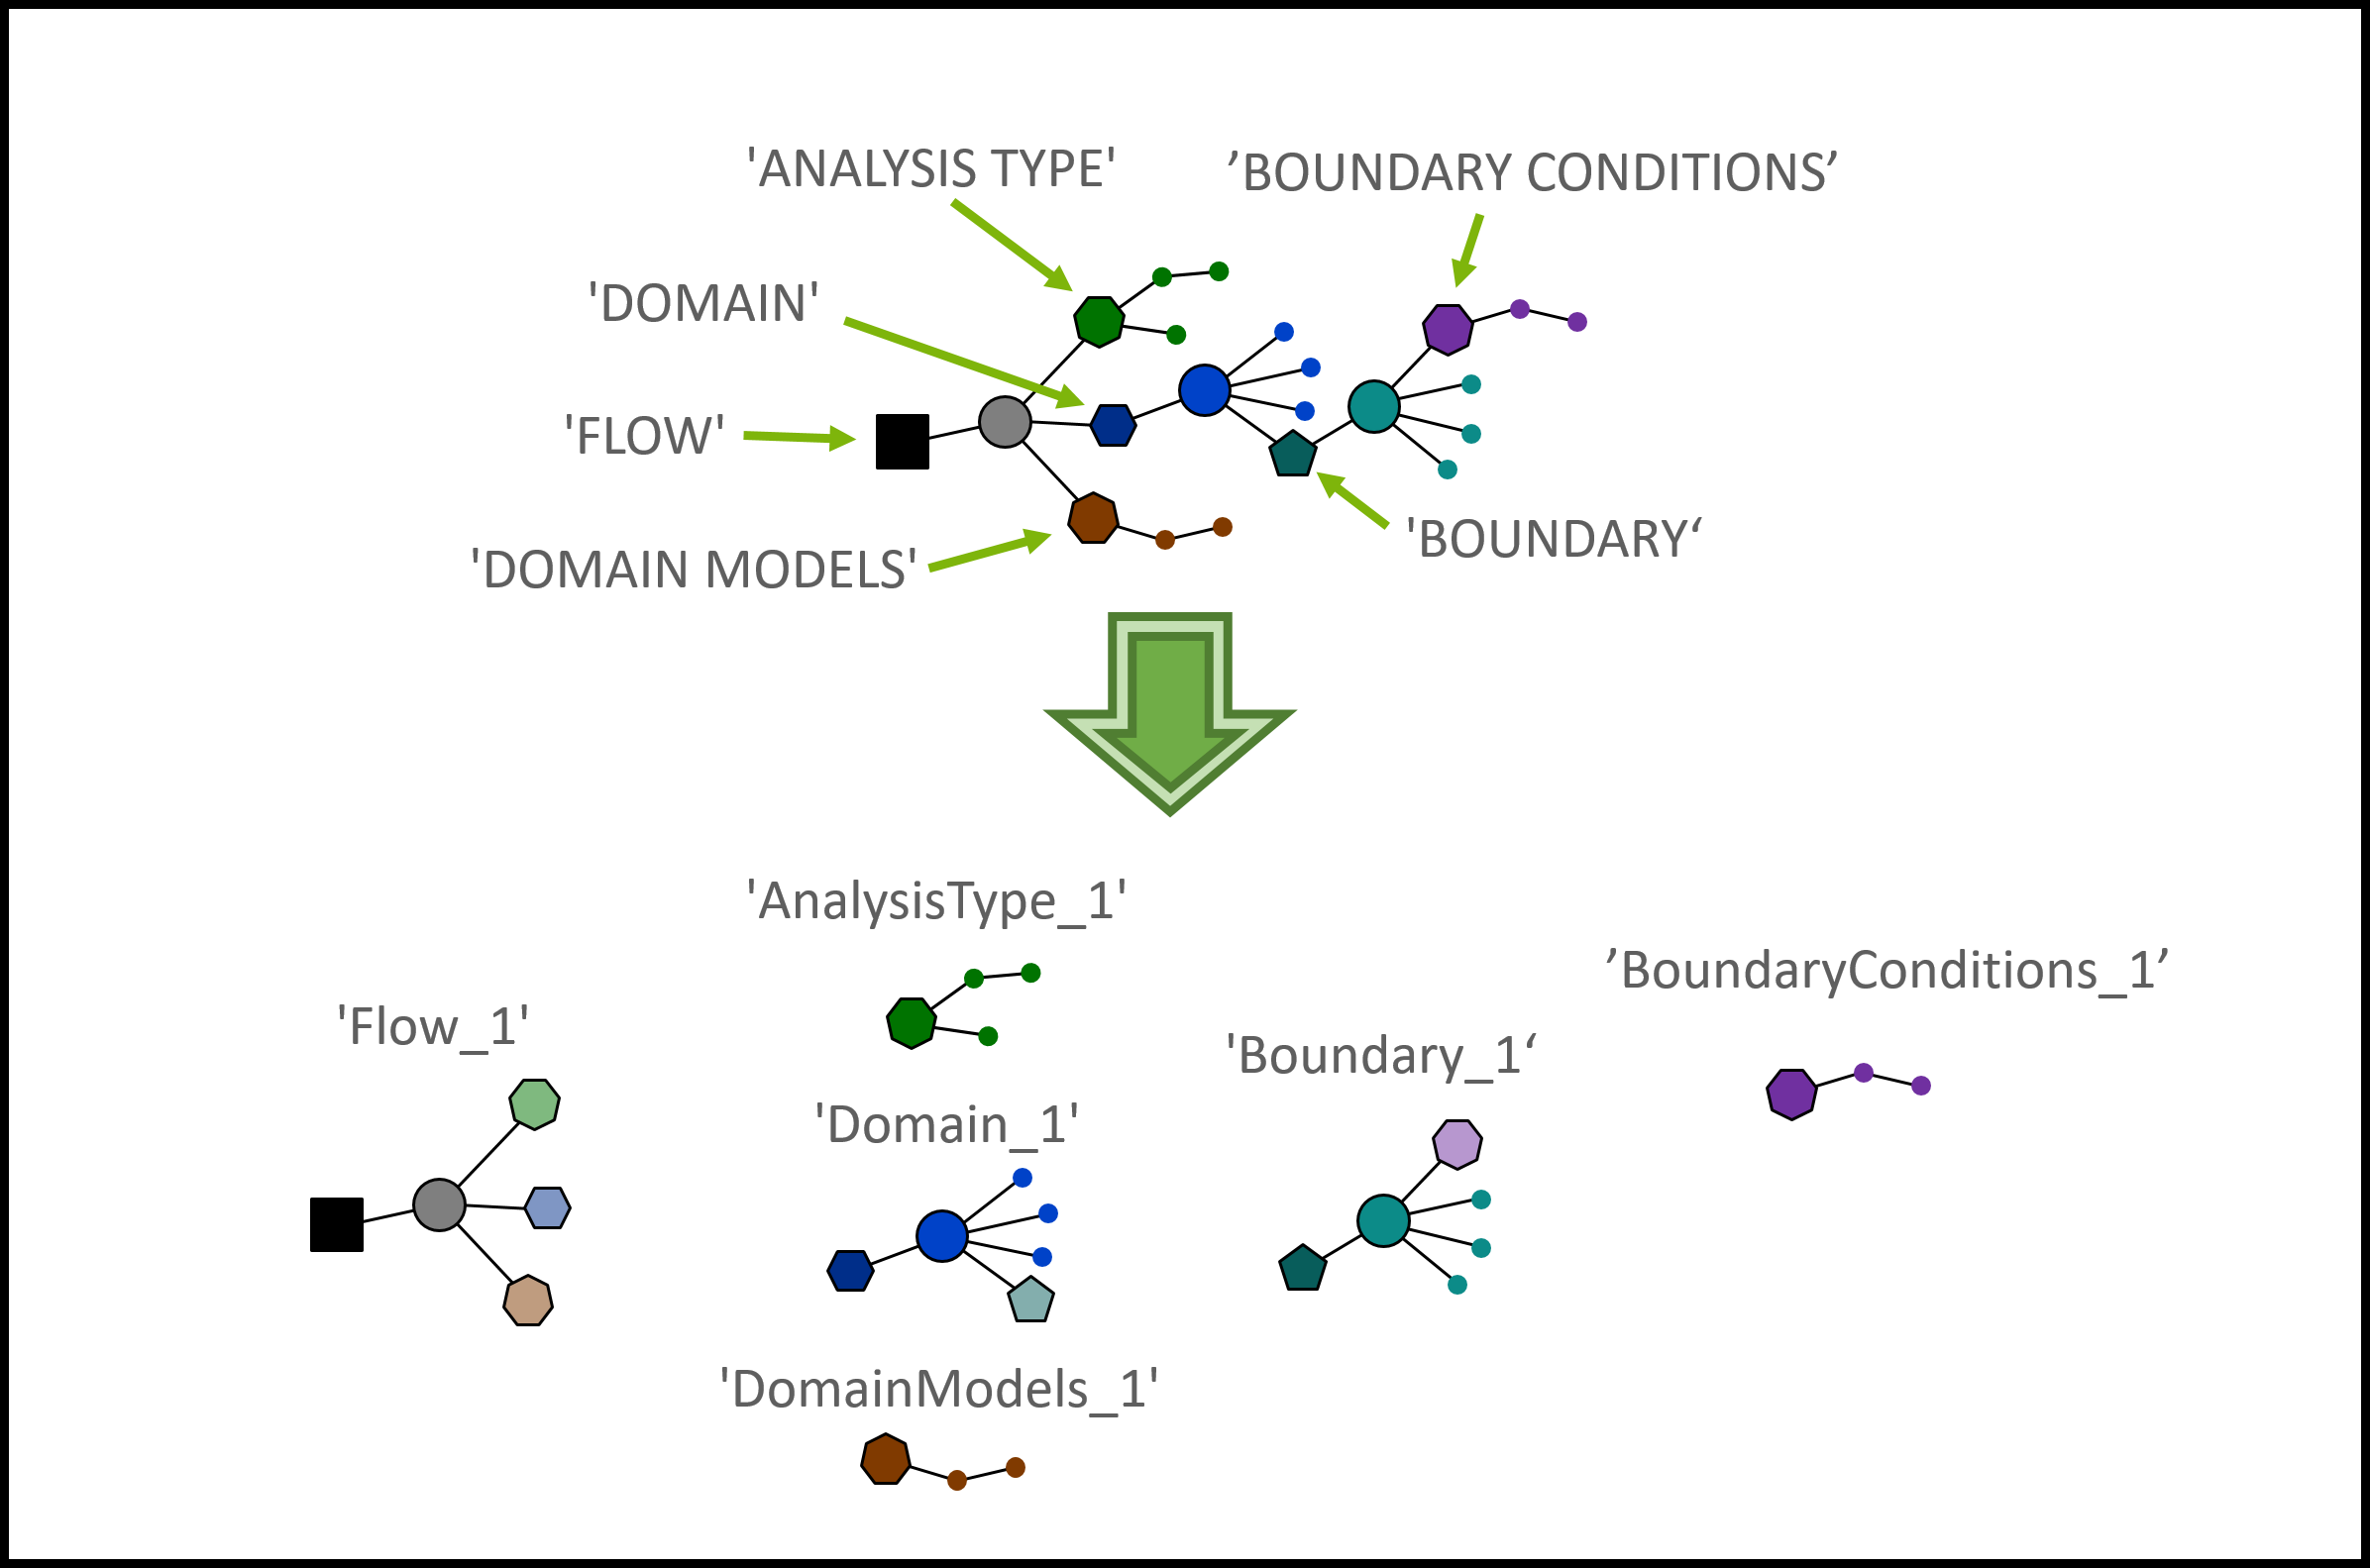 'ANALYSIS TYPE'
’BOUNDARY CONDITIONS’
'DOMAIN'
'FLOW'
'DOMAIN MODELS'
'BOUNDARY‘
'AnalysisType_1'
’BoundaryConditions_1’
'Flow_1'
'Boundary_1‘
'Domain_1'
'DomainModels_1'